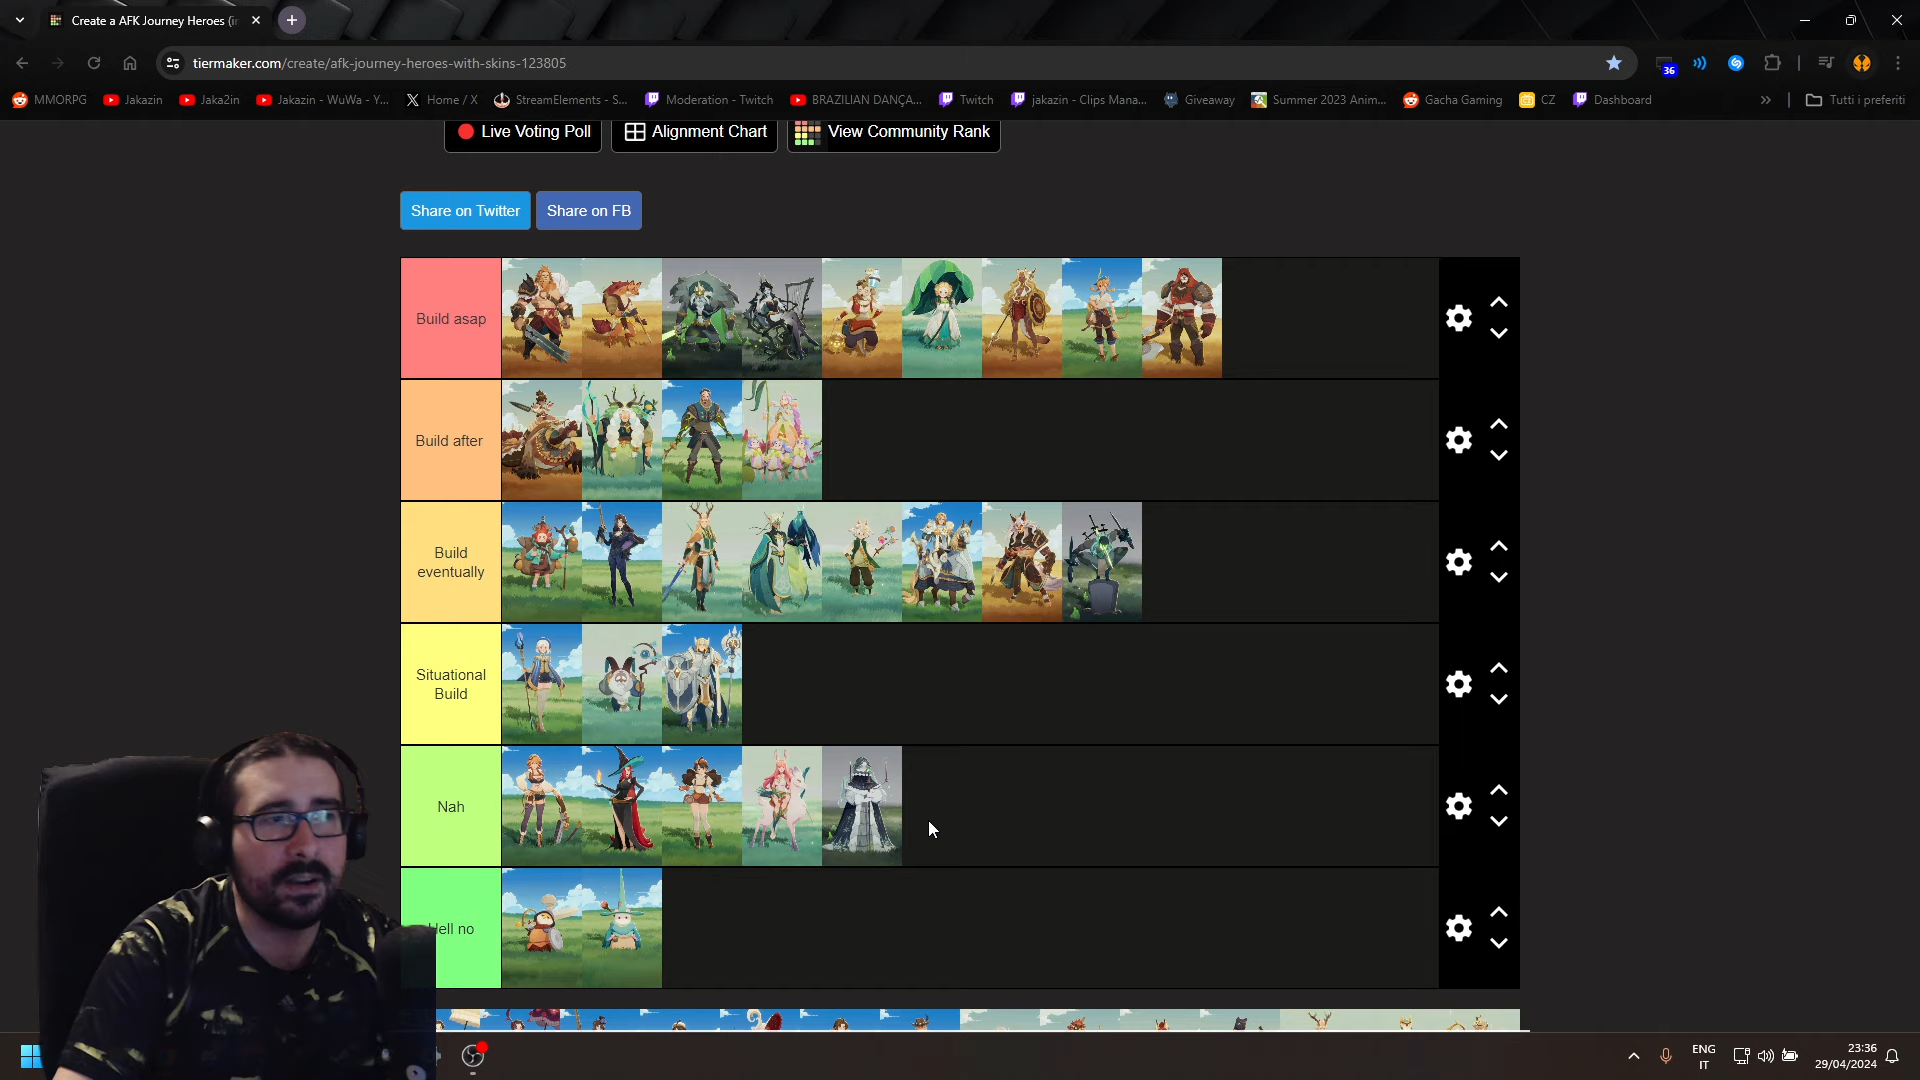 Create a AFK Journey Heroes (i
tiermaker.com/create/afk-journey-heroes-with-skins-123805
36
MMORPG Jakazin Jaka2in Jakazin - WuWa - Y... Home / X StreamElements - S... Moderation - Twitch BRAZILIAN DANÇA... Twitch jakazin - Clips Mana... Giveaway Summer 2023 Anim... Gacha Gaming CZ Dashboard » Tutti i preferiti
Live Voting Poll Alignment Chart View Community Rank
Share on Twitter Share on FB
Build asap
Build after
Build
eventually
Situational
Build
Nah
Hell no
ENG
IT
23:36
29/04/2024